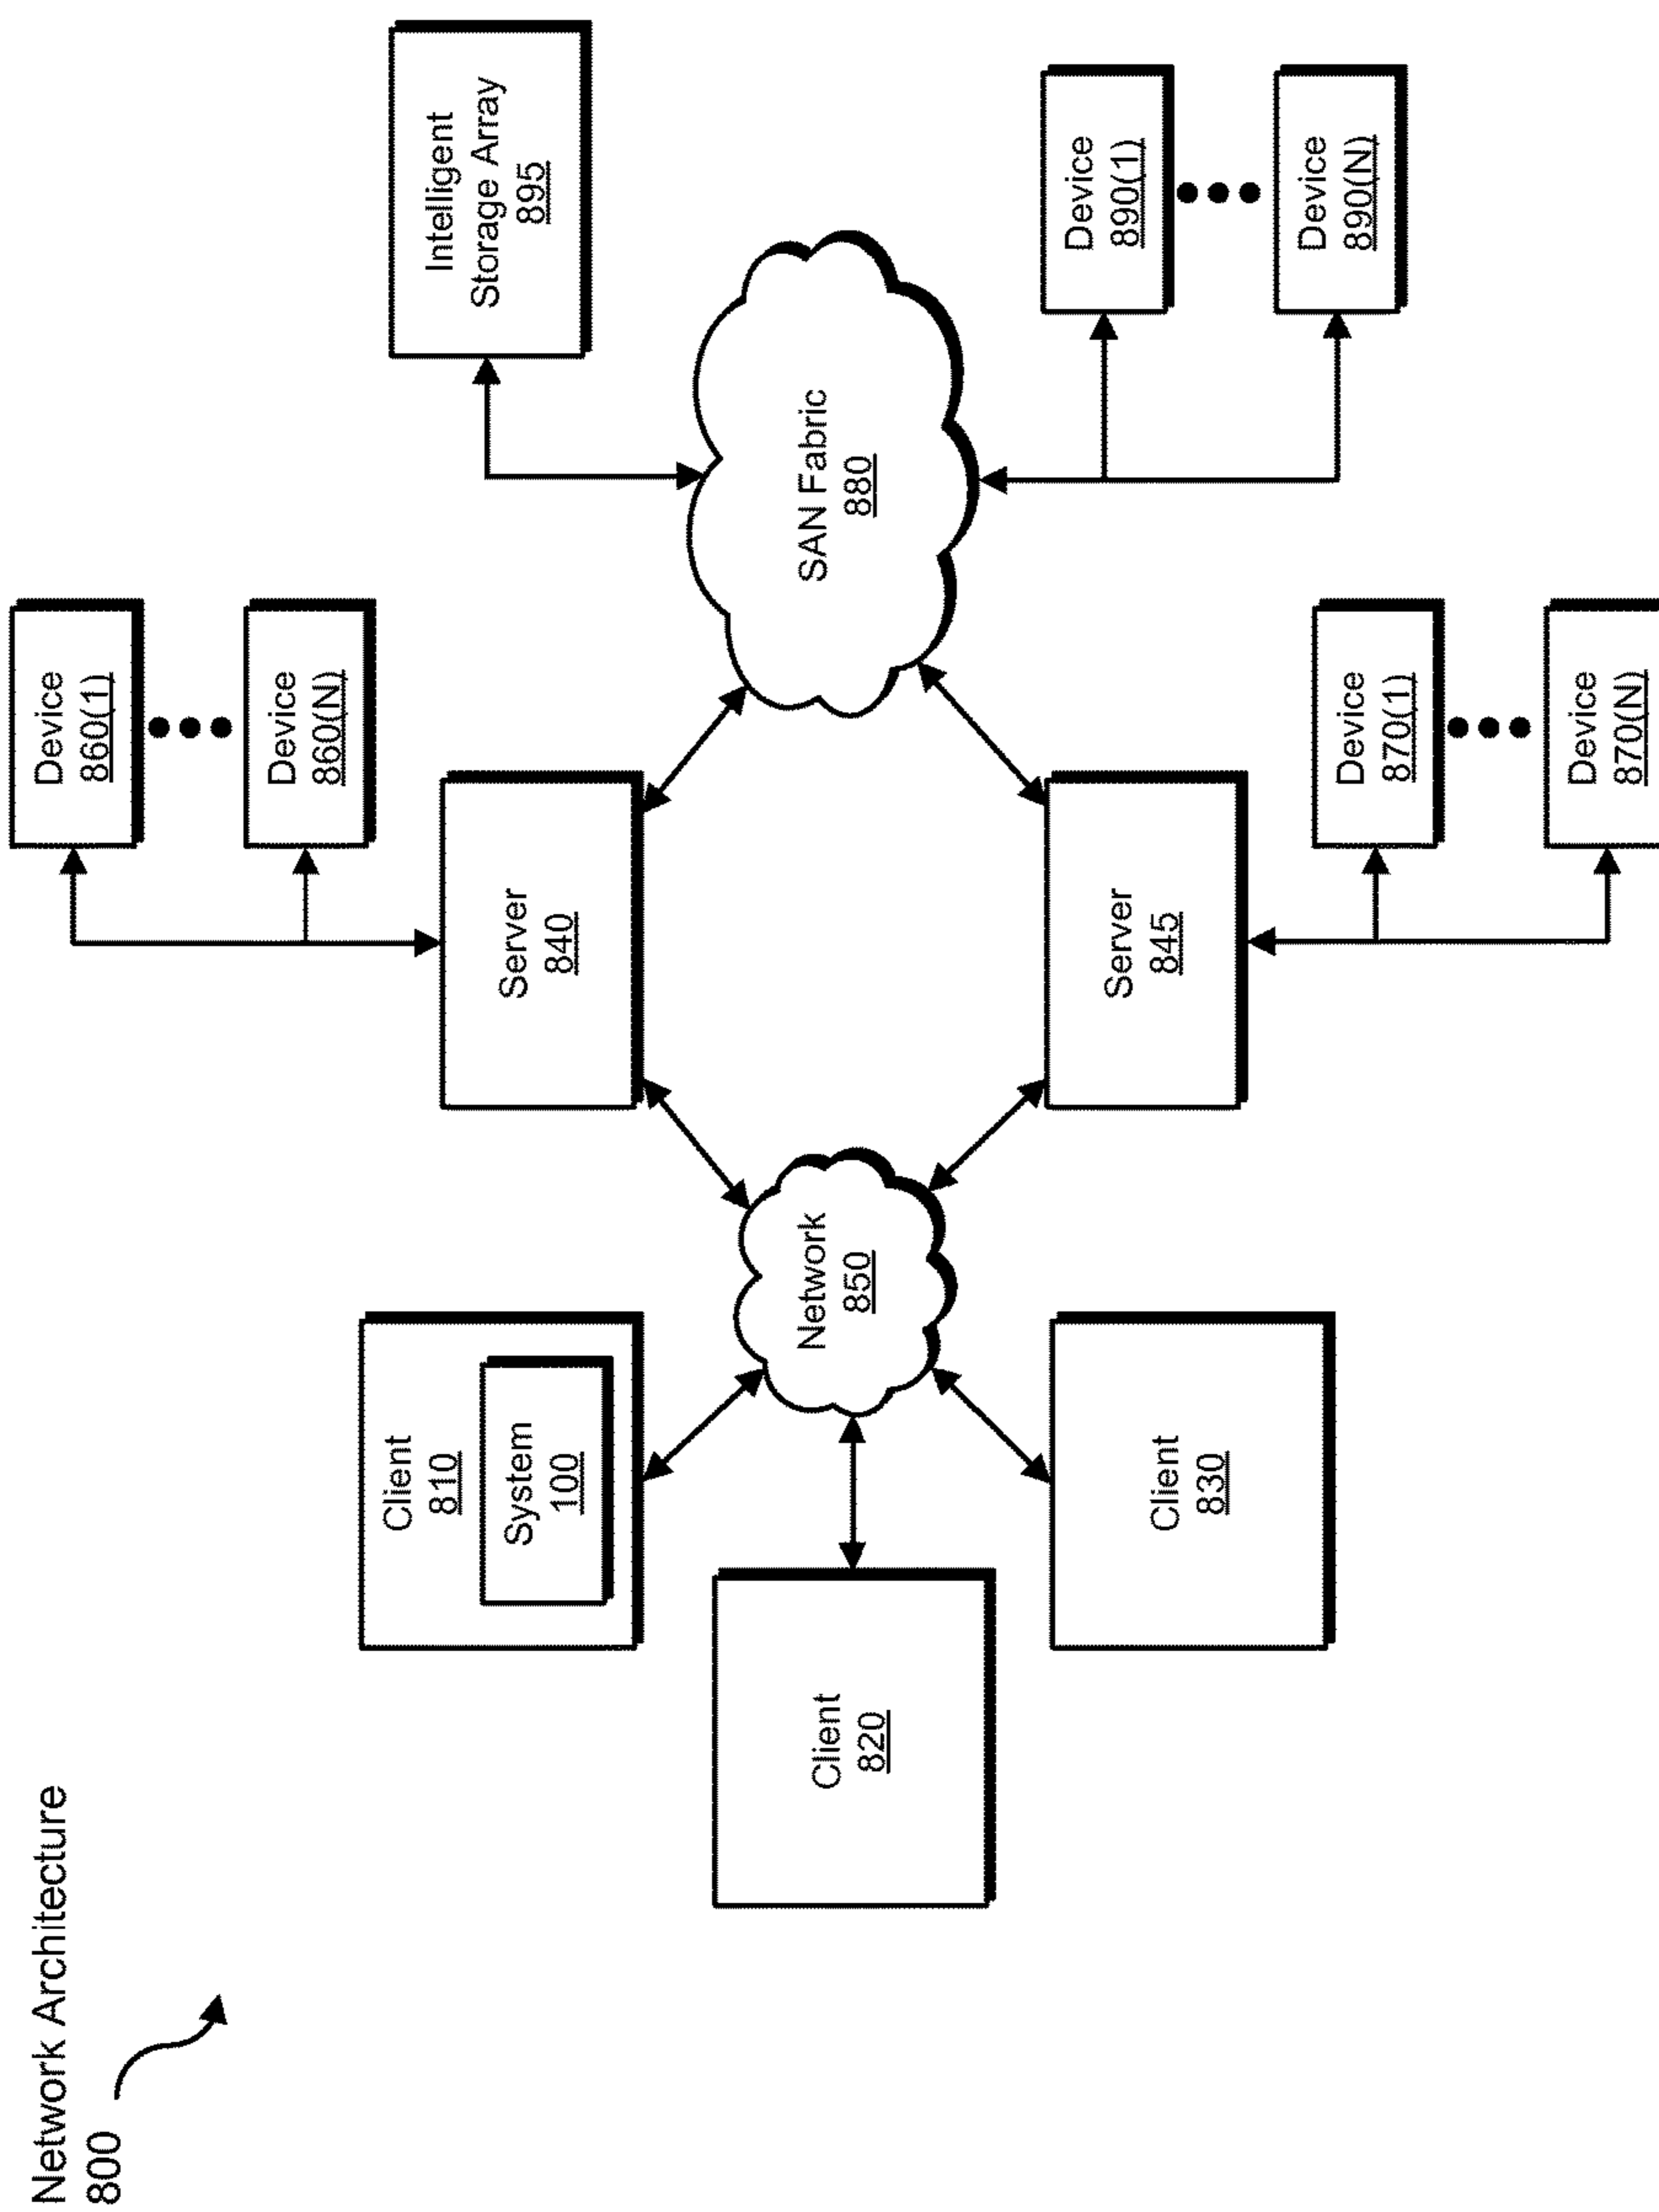 Network Architecture
800
Client
810
System
100
Client
820
Client
830
Network
850
Server
840
Server
845
Device
860(1)
Device
860(N)
Device
870(1)
Device
870(N)
SAN Fabric
880
Intelligent
Storage Array
895
Device
890(1)
Device
890(N)